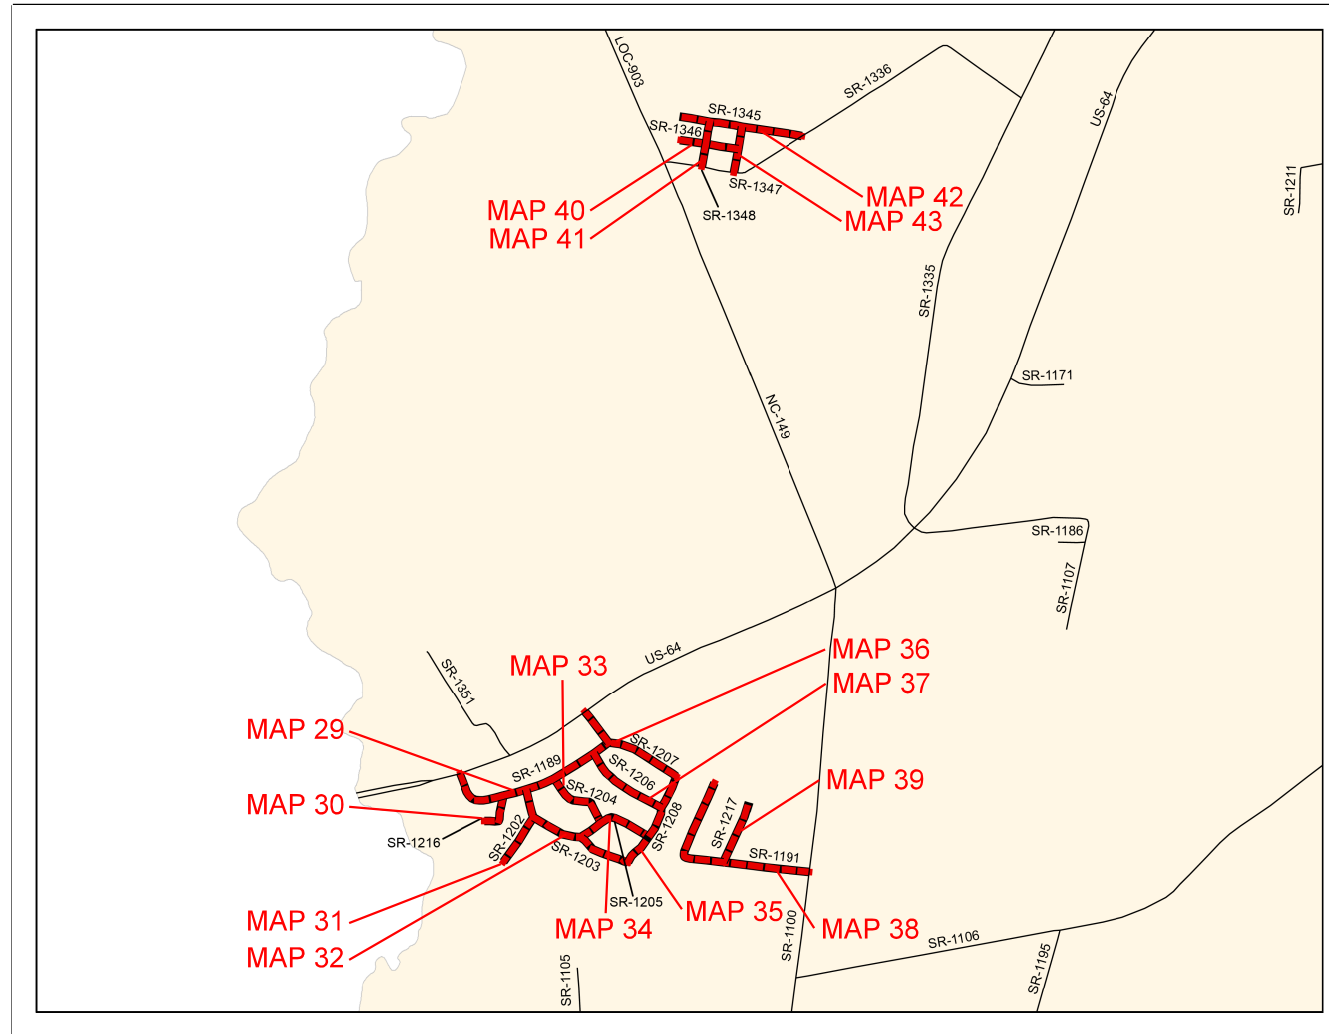 LOC-903
SR-1336
US-64
SR-1345
SR-1346
SR-1211
SR-1347
MAP 42
MAP 40
SR-1348
MAP 43
MAP 41
SR-1335
SR-1171
NC-149
SR-1186
SR-1107
US-64
MAP 36
MAP 33
SR-1351
MAP 37
MAP 29
SR-1207
SR-1189
SR-1206
MAP 39
SR-1204
MAP 30
SR-1217
SR-1208
SR-1216
SR-1202
SR-1203
SR-1191
SR-1205
MAP 31
MAP 34
MAP 35
SR-1100
MAP 38
SR-1106
MAP 32
SR-1105
SR-1195